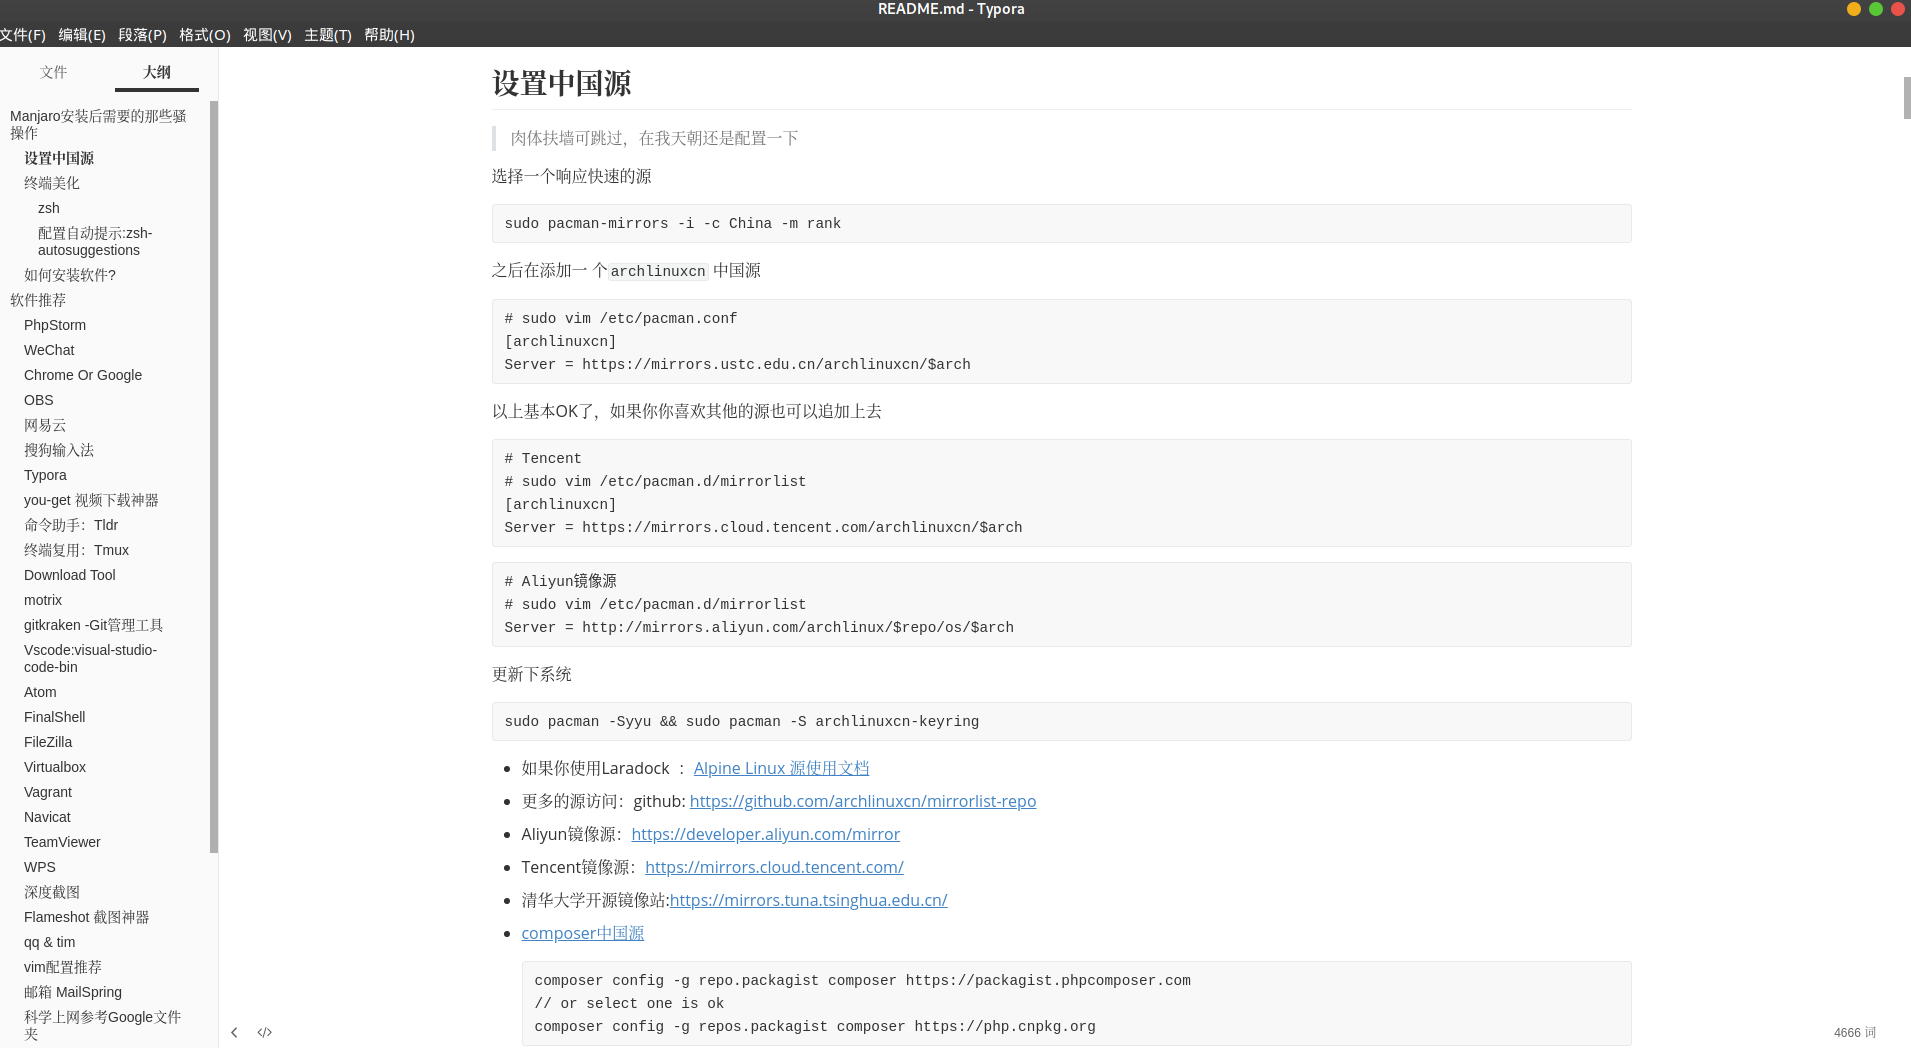 README.md - Typora
文件(F) 编辑(E) 段落(P) 格式(O) 视图(V) 主题(T) 帮助(H)
文件 大纲
Manjaro安装后需要的那些骚
操作
设置中国源
终端美化
zsh
配置自动提示:zsh-
autosuggestions
如何安装软件?
软件推荐
PhpStorm
WeChat
Chrome Or Google
OBS
网易云
搜狗输入法
Typora
you-get 视频下载神器
命令助手：Tldr
终端复用：Tmux
Download Tool
motrix
gitkraken -Git管理工具
Vscode:visual-studio-
code-bin
Atom
FinalShell
FileZilla
Virtualbox
Vagrant
Navicat
TeamViewer
WPS
深度截图
Flameshot 截图神器
qq & tim
vim配置推荐
邮箱 MailSpring
科学上网参考Google文件
夹
设置中国源
肉体扶墙可跳过，在我天朝还是配置一下
选择一个响应快速的源
sudo pacman-mirrors -i -c China -m rank
之后在添加一 个archlinuxcn 中国源
# sudo vim /etc/pacman.conf
[archlinuxcn]
Server = https://mirrors.ustc.edu.cn/archlinuxcn/$arch
以上基本OK了，如果你你喜欢其他的源也可以追加上去
# Tencent
# sudo vim /etc/pacman.d/mirrorlist
[archlinuxcn]
Server = https://mirrors.cloud.tencent.com/archlinuxcn/$arch
# Aliyun镜像源
# sudo vim /etc/pacman.d/mirrorlist
Server = http://mirrors.aliyun.com/archlinux/$repo/os/$arch
更新下系统
sudo pacman -Syyu && sudo pacman -S archlinuxcn-keyring
如果你使用Laradock ：Alpine Linux 源使用文档
更多的源访问：github: https://github.com/archlinuxcn/mirrorlist-repo
Aliyun镜像源：https://developer.aliyun.com/mirror
Tencent镜像源：https://mirrors.cloud.tencent.com/
清华大学开源镜像站:https://mirrors.tuna.tsinghua.edu.cn/
composer中国源
composer config -g repo.packagist composer https://packagist.phpcomposer.com
// or select one is ok
composer config -g repos.packagist composer https://php.cnpkg.org
4666 词